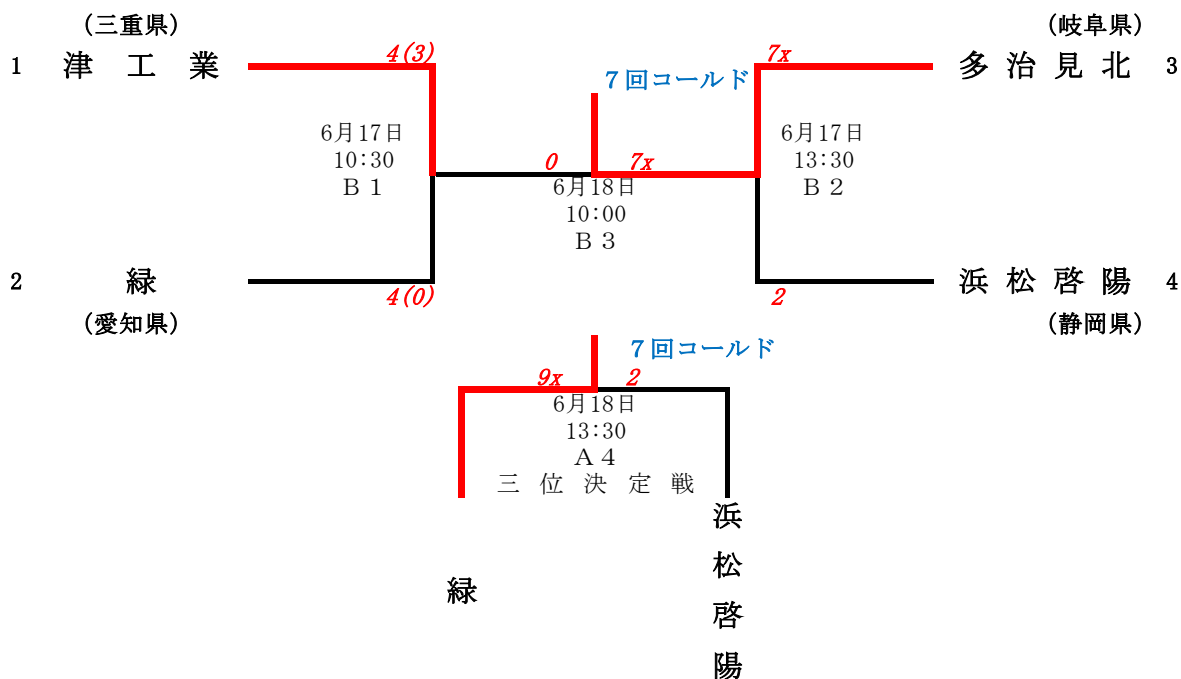 (三重県)
(岐阜県)
1 津工業 4(3)
7x 多治見北 3
7回コールド
6月17日
10:30
B1
6月17日
13:30
B2
0 7x
6月18日
10:00
B3
2 緑 4(0)
2 浜松啓陽 4
(愛知県)
(静岡県)
7回コールド
9x 2
6月18日
13:30
A4
三位決定戦
緑
浜松啓陽